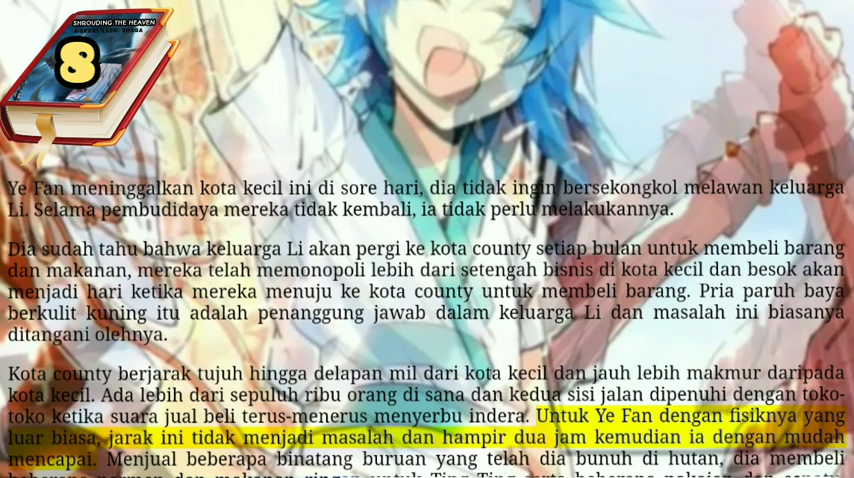 SHROUDING THE HEAVEN
8
Ye Fan meninggalkan kota kecil ini di sore hari, dia tidak ingin bersekongkol melawan keluarga
Li. Selama pembudidaya mereka tidak kembali, ia tidak perlu melakukannya.
Dia sudah tahu bahwa keluarga Li akan pergi ke kota county setiap bulan untuk membeli barang
dan makanan, mereka telah memonopoli lebih dari setengah bisnis di kota kecil dan besok akan
menjadi hari ketika mereka menuju ke kota county untuk membeli barang. Pria paruh baya
berkulit kuning itu adalah penanggung jawab dalam keluarga Li dan masalah ini biasanya
ditangani olehnya.
Kota county berjarak tujuh hingga delapan mil dari kota kecil dan jauh lebih makmur daripada
kota kecil. Ada lebih dari sepuluh ribu orang di sana dan kedua sisi jalan dipenuhi dengan toko-
toko ketika suara jual beli terus-menerus menyerbu indera. Untuk Ye Fan dengan fisiknya yang
luar biasa, jarak ini tidak menjadi masalah dan hampir dua jam kemudian ia dengan mudah
mencapai. Menjual beberapa binatang buruan yang telah dia bunuh di hutan, dia membeli